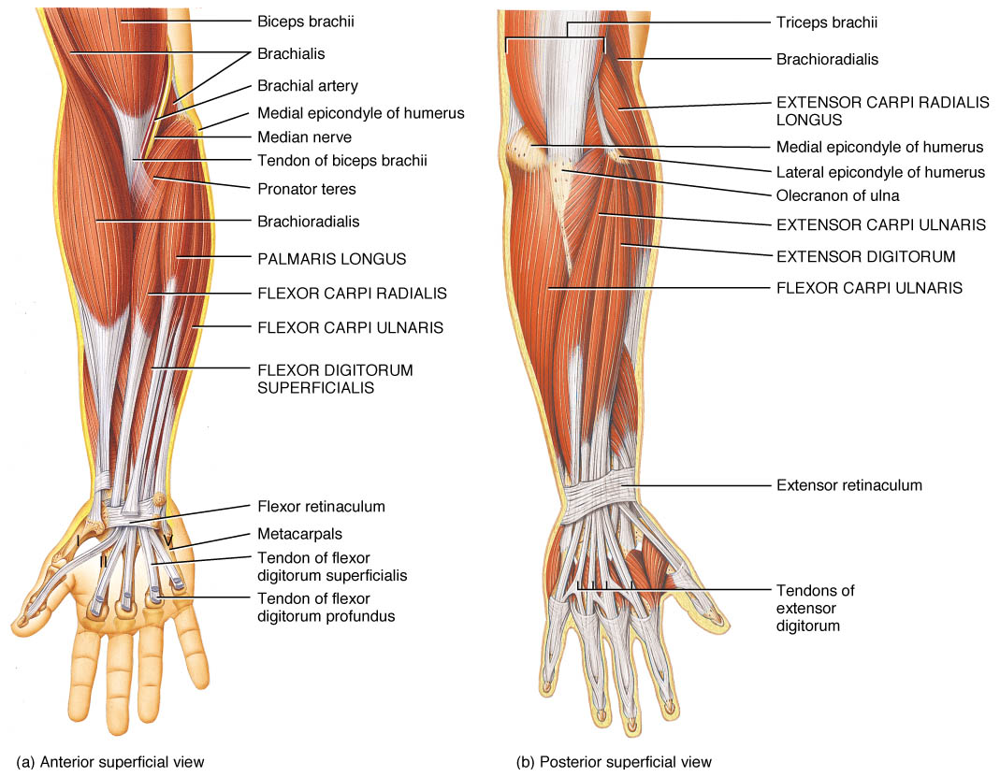 Biceps brachii
Brachialis
Brachial artery
Medial epicondyle of humerus
Median nerve
Tendon of biceps brachii
Pronator teres
Brachioradialis
PALMARIS LONGUS
FLEXOR CARPI RADIALIS
FLEXOR CARPI ULNARIS
FLEXOR DIGITORUM
SUPERFICIALIS
Flexor retinaculum
Metacarpals
Tendon of flexor
digitorum superficialis
Tendon of flexor
digitorum profundus
I
II
V
(a) Anterior superficial view
Triceps brachii
Brachioradialis
EXTENSOR CARPI RADIALIS
LONGUS
Medial epicondyle of humerus
Lateral epicondyle of humerus
Olecranon of ulna
EXTENSOR CARPI ULNARIS
EXTENSOR DIGITORUM
FLEXOR CARPI ULNARIS
Extensor retinaculum
Tendons of
extensor
digitorum
(b) Posterior superficial view